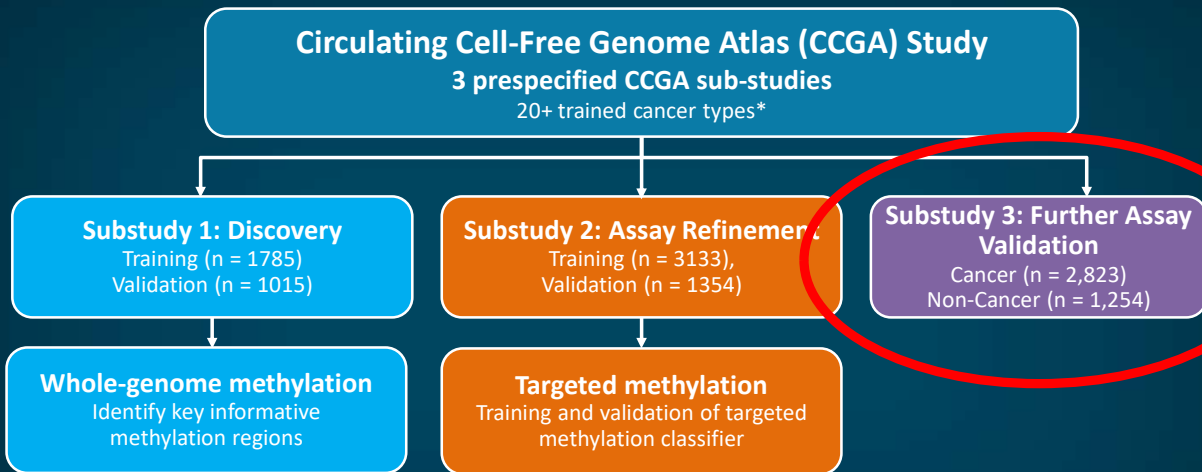 Circulating Cell-Free Genome Atlas (CCGA) Study
3 prespecified CCGA sub-studies
20+ trained cancer types*
Substudy 1: Discovery
Training (n = 1785)
Validation (n = 1015)
Substudy 2: Assay Refinement
Training (n = 3133),
Validation (n = 1354)
Substudy 3: Further Assay
Validation
Cancer (n = 2,823)
Non-Cancer (n = 1,254)
Whole-genome methylation
Identify key informative
methylation regions
Targeted methylation
Training and validation of targeted
methylation classifier